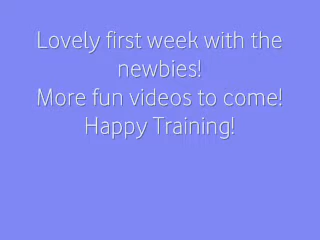 Lovely first week with the
newbies!
More fun videos to come!
Happy Training!